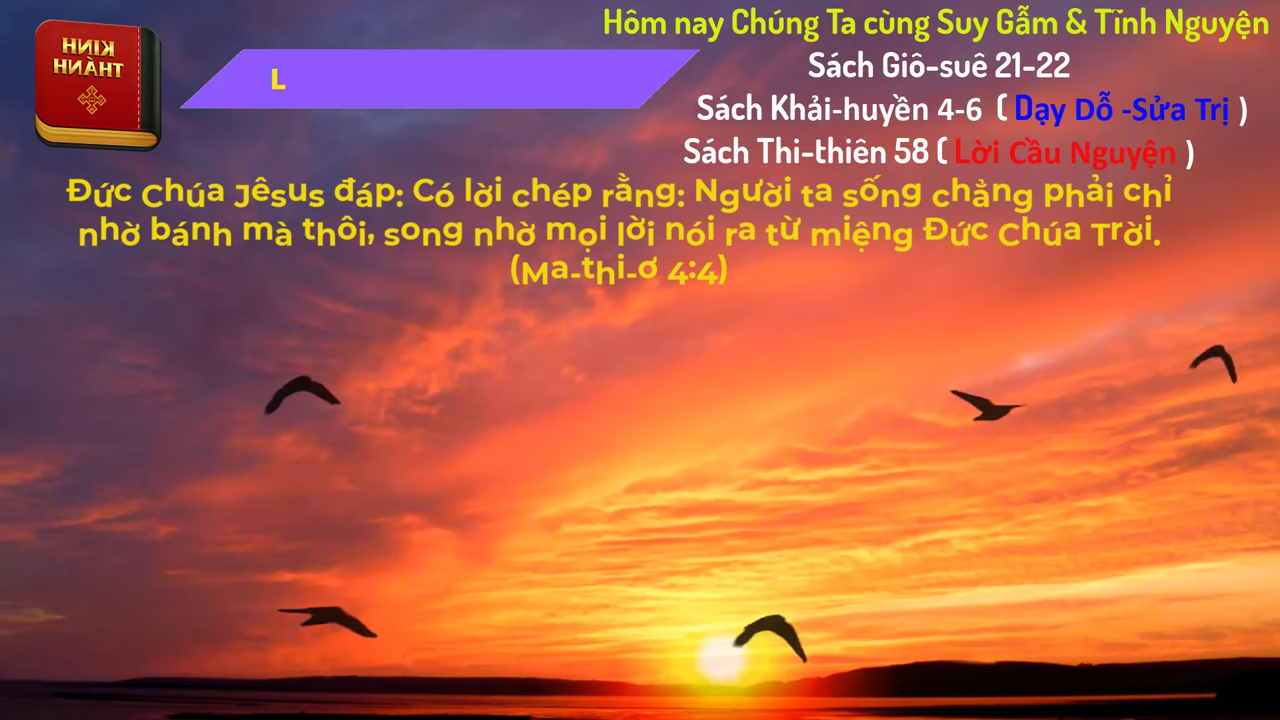 KINH
THÀNH
L
Hôm nay Chúng Ta cùng Suy Gẫm & Tĩnh Nguyện
Sách Giô-suê 21-22
Sách Khải-huyền 4-6 ( Dạy Dỗ -Sửa Trị )
Sách Thi-thiên 58 ( Lời Cầu Nguyện )
Đức Chúa Jêsus đáp: Có lời chép rằng: Người ta sống chẳng phải chỉ
nhờ bánh mà thôi, song nhờ mọi lời nói ra từ miệng Đức Chúa Trời.
(Ma-thi-ơ 4:4)